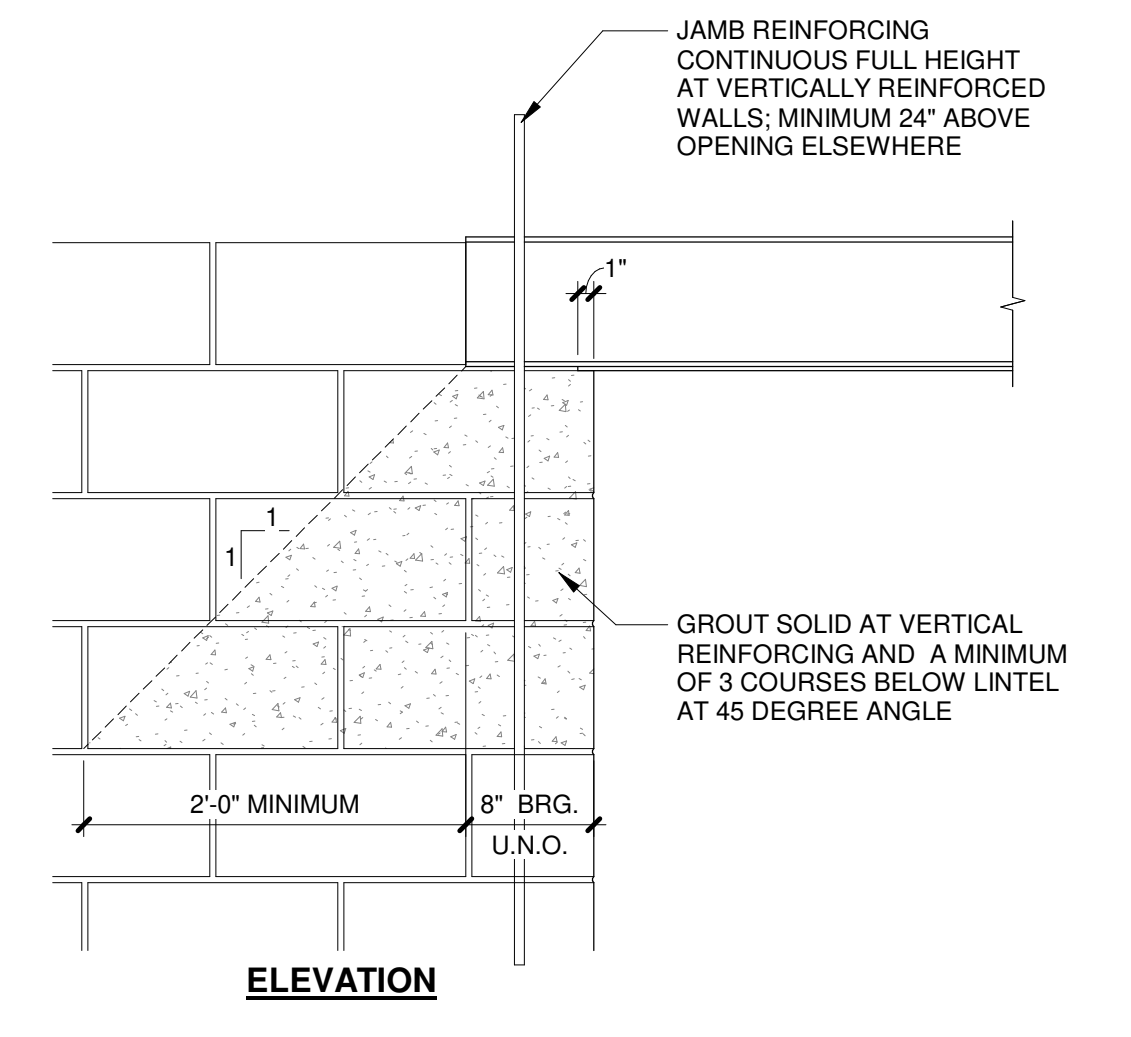 JAMB REINFORCING
CONTINUOUS FULL HEIGHT
AT VERTICALLY REINFORCED
WALLS; MINIMUM 24" ABOVE
OPENING ELSEWHERE
1"
1
1
GROUT SOLID AT VERTICAL
REINFORCING AND A MINIMUM
OF 3 COURSES BELOW LINTEL
AT 45 DEGREE ANGLE
2'-0" MINIMUM
8" BRG.
U.N.O.
ELEVATION